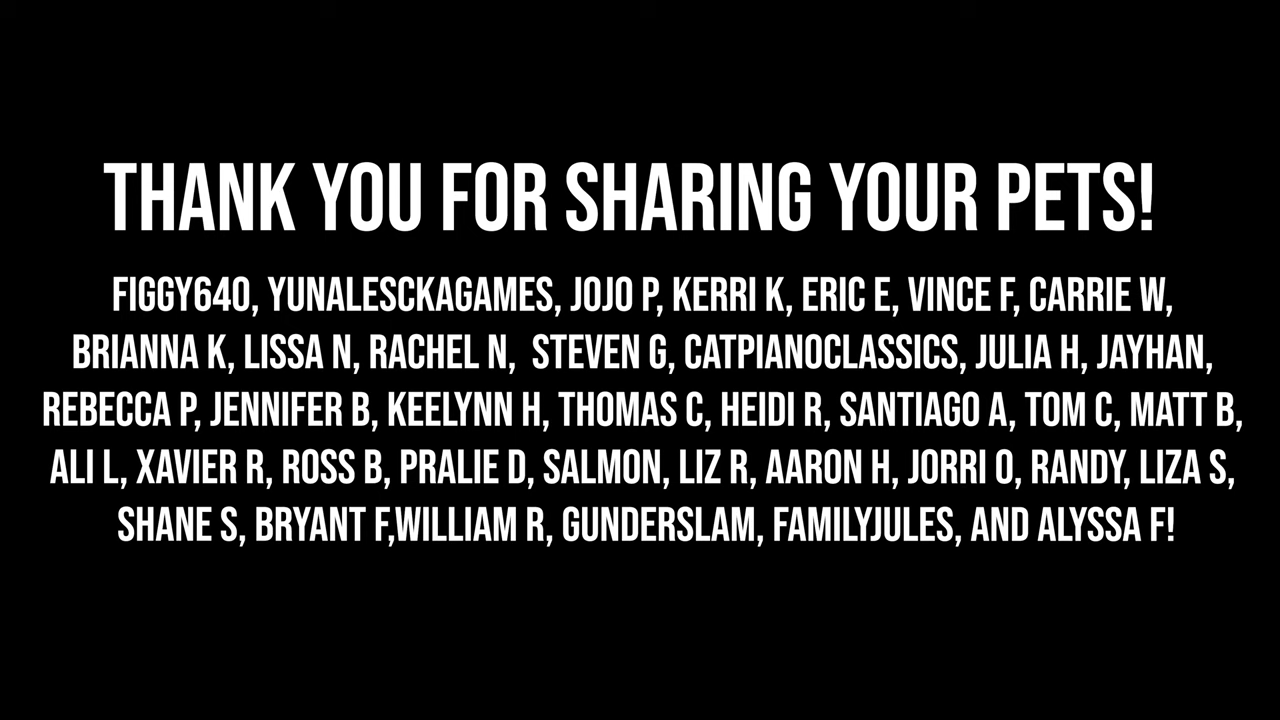 THANK YOU FOR SHARING YOUR PETS!
FIGGY640, YUNALESCKAGAMES, JOJO P, KERRI K, ERIC E, VINCE F, CARRIE W,
BRIANNA K, LISSA N, RACHEL N,  STEVEN G, CATPIANOCLASSICS, JULIA H, JAYHAN,
REBECCA P, JENNIFER B, KEELYNN H, THOMAS C, HEIDI R, SANTIAGO A, TOM C, MATT B,
ALI L, XAVIER R, ROSS B, PRALIE D, SALMON, LIZ R, AARON H, JORRI O, RANDY, LIZA S,
SHANE S, BRYANT F,WILLIAM R, GUNDERSLAM, FAMILYJULES, AND ALYSSA F!